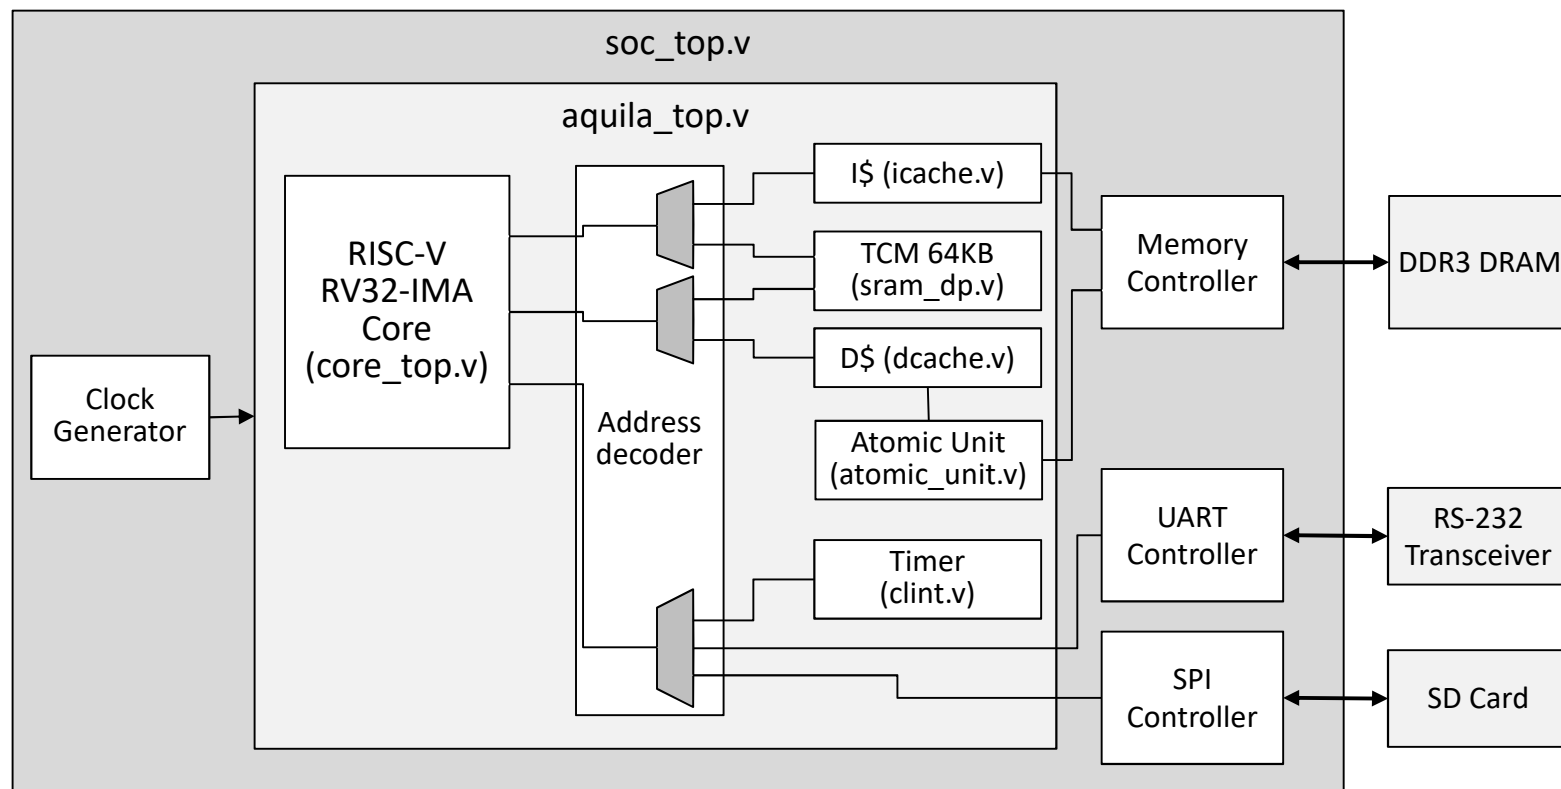 soc_top.v
aquila_top.v
Clock
Generator
RISC-V
RV32-IMA
Core
(core_top.v)
Address
decoder
I$ (icache.v)
TCM 64KB
(sram_dp.v)
D$ (dcache.v)
Atomic Unit
(atomic_unit.v)
Timer
(clint.v)
Memory
Controller
UART
Controller
SPI
Controller
DDR3 DRAM
RS-232
Transceiver
SD Card